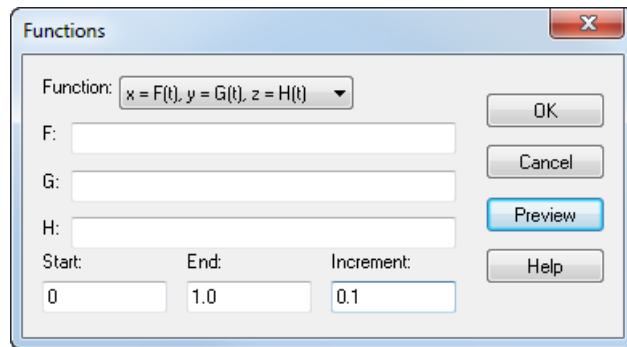 Functions
Function: x = F(t), y = G(t), z = H(t)
OK
F:
Cancel
G:
Preview
H:
Start: End: Increment:
Help
0 1.0 0.1